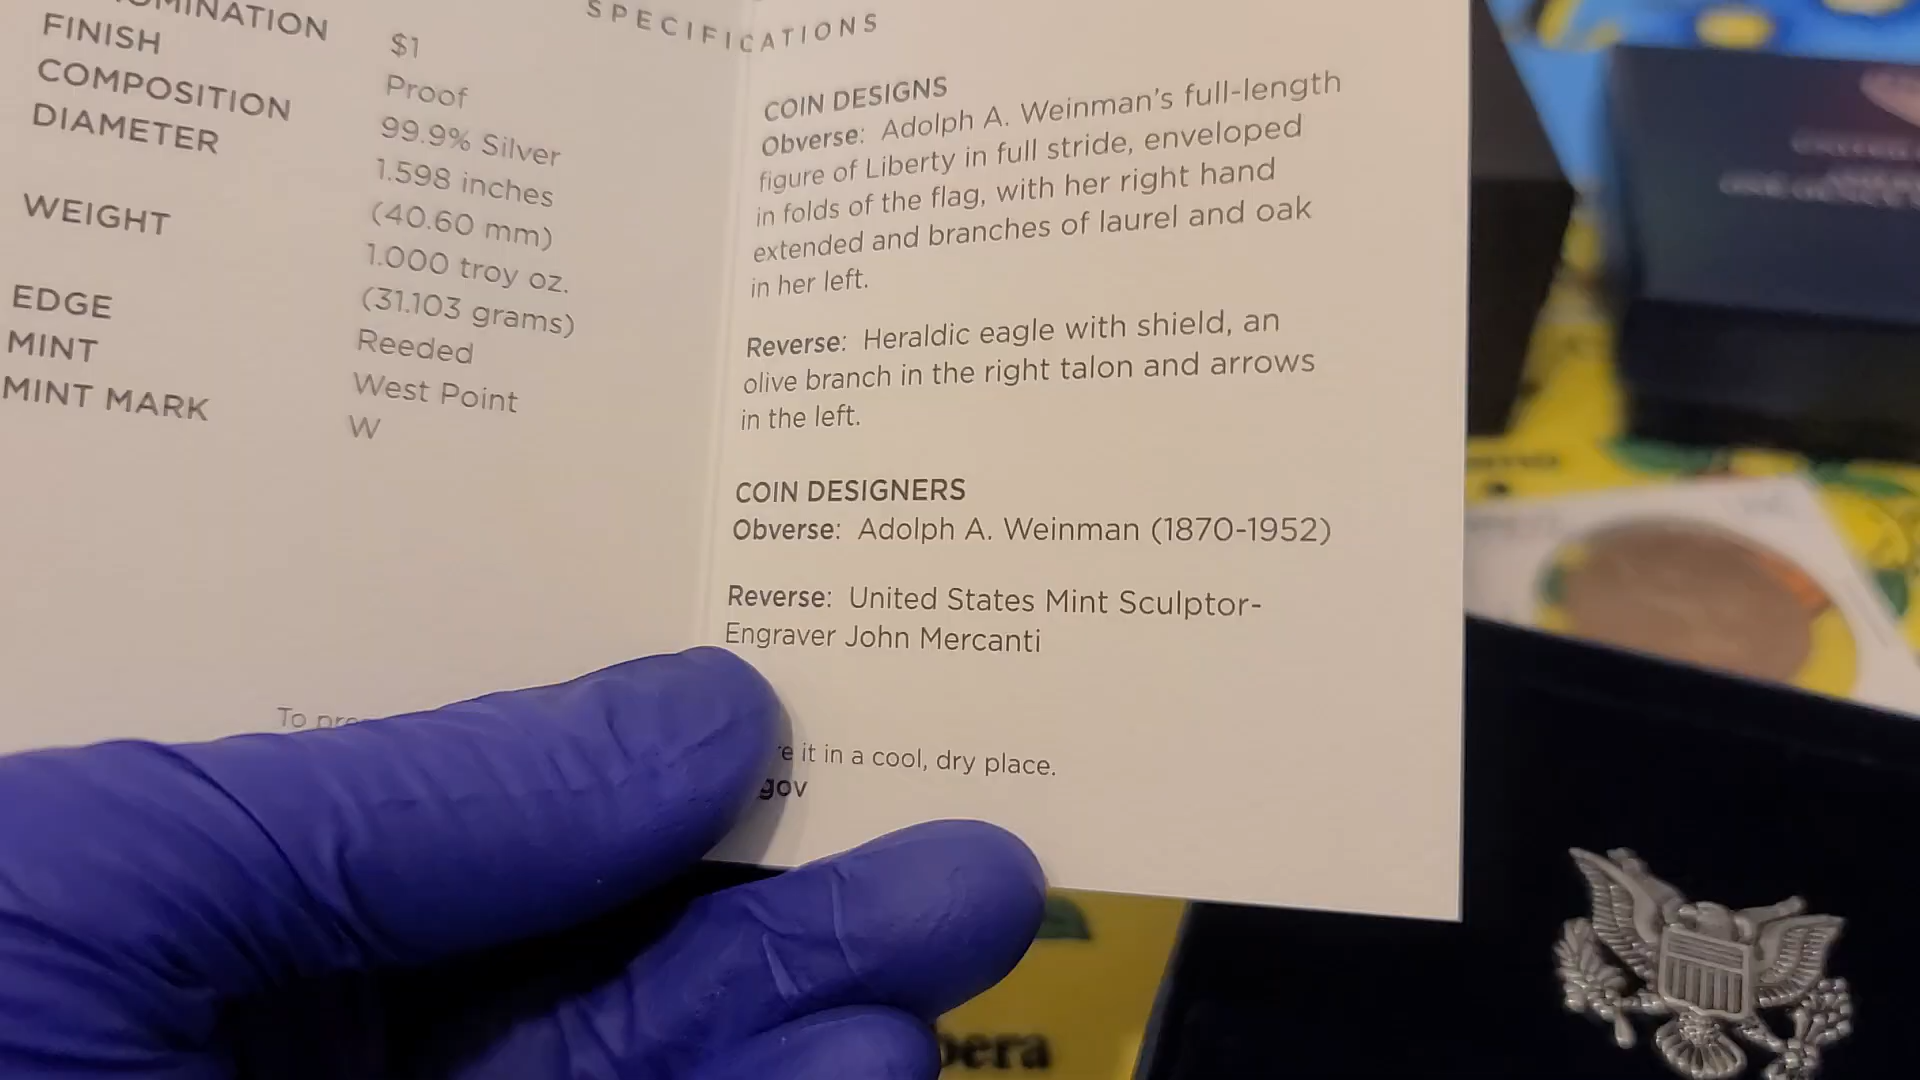 SPECIFICATIONS
FINISH
COMPOSITION
DIAMETER
WEIGHT
EDGE
MINT
MINT MARK
$1
Proof
99.9% Silver
1.598 inches
(40.60 mm)
1.000 troy oz.
(31.103 grams)
Reeded
West Point
W
COIN DESIGNS
Obverse: Adolph A. Weinman's full-length
figure of Liberty in full stride, enveloped
in folds of the flag, with her right hand
extended and branches of laurel and oak
in her left.
Reverse: Heraldic eagle with shield, an
olive branch in the right talon and arrows
in the left.
COIN DESIGNERS
Obverse: Adolph A. Weinman (1870-1952)
Reverse: United States Mint Sculptor-
Engraver John Mercanti
To
it in a cool, dry place.
gov